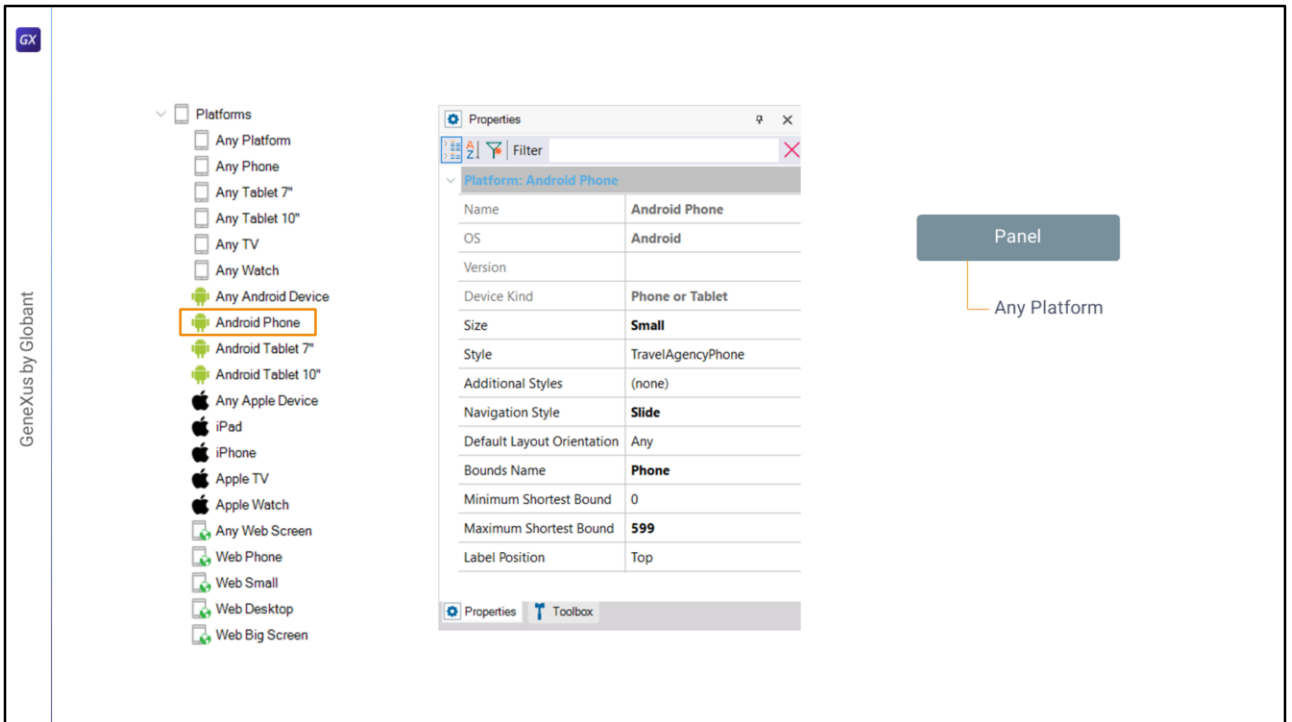 GX
GeneXus by Globant
Platforms
Any Platform
Any Phone
Any Tablet 7"
Any Tablet 10"
Any TV
Any Watch
Any Android Device
Android Phone
Android Tablet 7"
Android Tablet 10"
Any Apple Device
iPad
iPhone
Apple TV
Apple Watch
Any Web Screen
Web Phone
Web Small
Web Desktop
Web Big Screen
Properties
A Z Filter
Platform: Android Phone
Name Android Phone
OS Android
Version
Device Kind Phone or Tablet
Size Small
Style TravelAgencyPhone
Additional Styles (none)
Navigation Style Slide
Default Layout Orientation Any
Bounds Name Phone
Minimum Shortest Bound 0
Maximum Shortest Bound 599
Label Position Top
Properties Toolbox
Panel
Any Platform